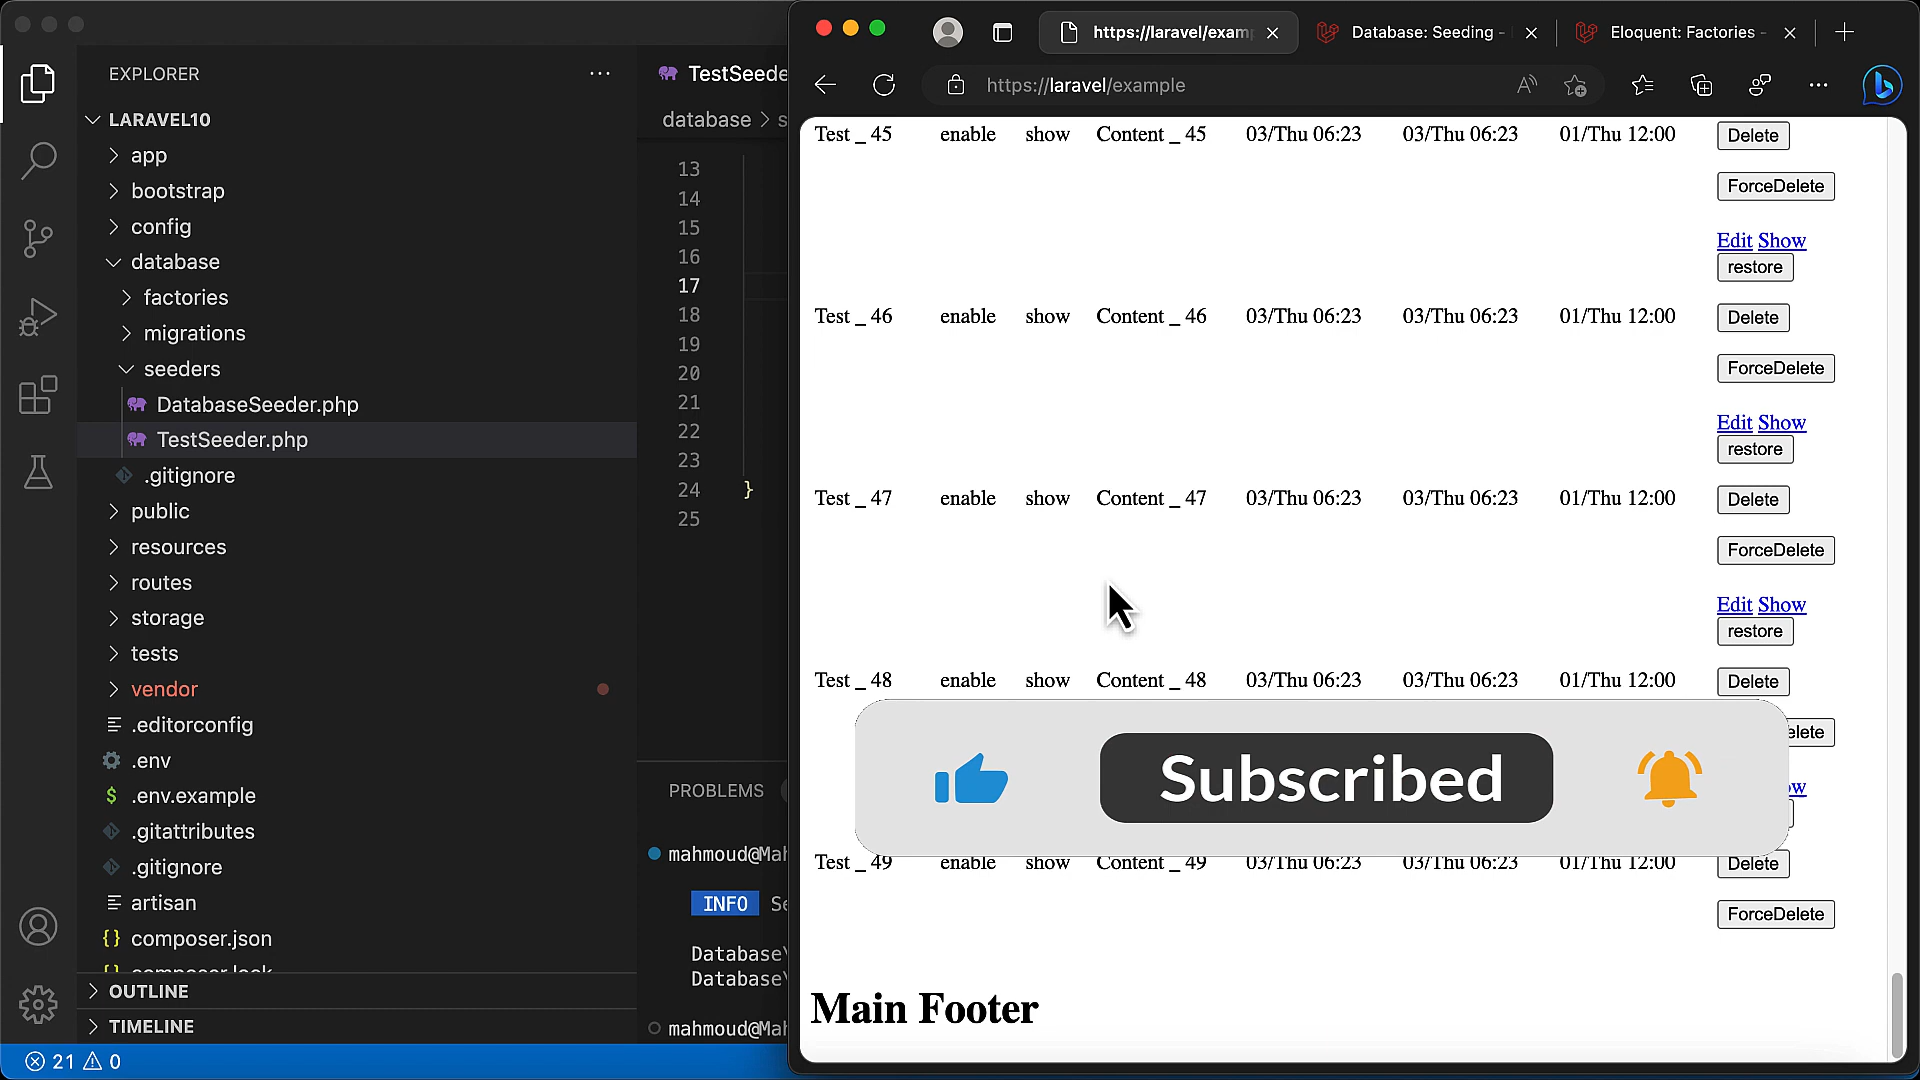 EXPLORER
LARAVEL10
app
bootstrap
config
database
factories
migrations
seeders
DatabaseSeeder.php
TestSeeder.php
.gitignore
public
resources
routes
storage
tests
vendor
.editorconfig
.env
.env.example
.gitattributes
.gitignore
artisan
composer.json
OUTLINE
TIMELINE
21 0
TestSeede
database > s
13
14
15
16
17
18
19
20
21
22
23
24 }
25
PROBLEMS
mahmoud@Mah
INFO Se
Database
Database
mahmoud@Mah
https://laravel/exam
Database: Seeding -
Eloquent: Factories -
https://laravel/example
Test _ 45 enable show Content _ 45 03/Thu 06:23 03/Thu 06:23 01/Thu 12:00 Delete
ForceDelete
Edit Show
restore
Test _ 46 enable show Content _ 46 03/Thu 06:23 03/Thu 06:23 01/Thu 12:00 Delete
ForceDelete
Edit Show
restore
Test _ 47 enable show Content _ 47 03/Thu 06:23 03/Thu 06:23 01/Thu 12:00 Delete
ForceDelete
Edit Show
restore
Test _ 48 enable show Content _ 48 03/Thu 06:23 03/Thu 06:23 01/Thu 12:00 Delete
elete
Subscribed
ow
Test _ 49 enable show Content _ 49 03/Thu 06:23 03/Thu 06:23 01/Thu 12:00 Delete
ForceDelete
Main Footer